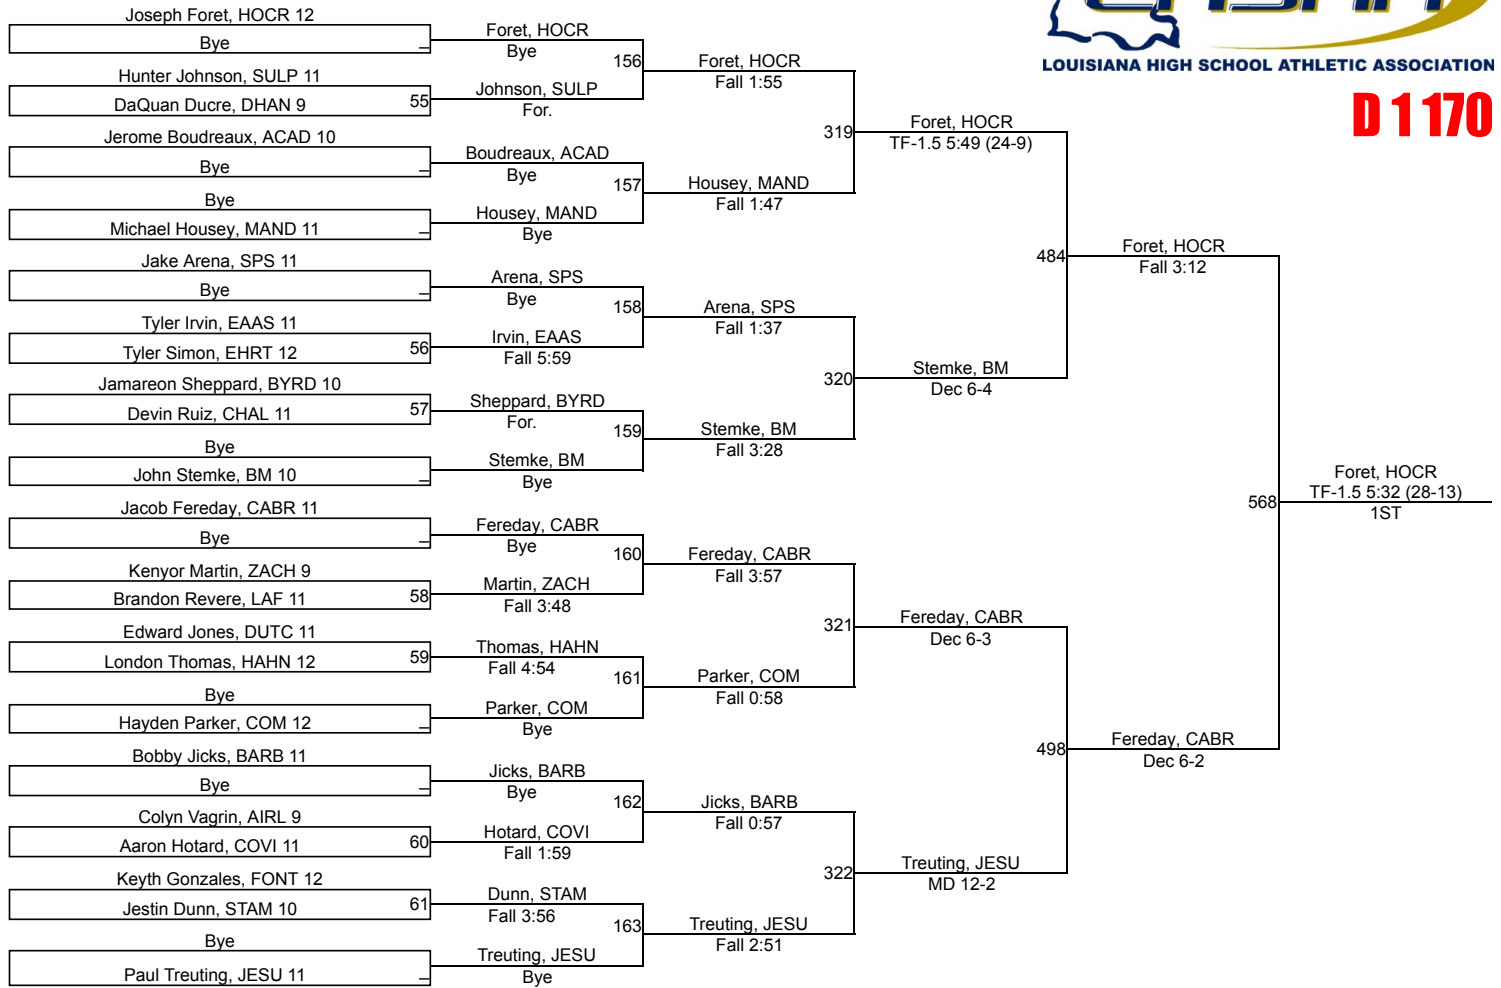 LHSAA
LOUISIANA HIGH SCHOOL ATHLETIC ASSOCIATION
D 1 170
Joseph Foret, HOCR 12
Bye
Hunter Johnson, SULP 11
DaQuan Ducre, DHAN 9
55
Jerome Boudreaux, ACAD 10
Bye
Bye
Michael Housey, MAND 11
Jake Arena, SPS 11
Bye
Tyler Irvin, EAAS 11
Tyler Simon, EHRT 12
56
Jamareon Sheppard, BYRD 10
Devin Ruiz, CHAL 11
57
Bye
John Stemke, BM 10
Jacob Fereday, CABR 11
Bye
Kenyor Martin, ZACH 9
Brandon Revere, LAF 11
58
Edward Jones, DUTC 11
London Thomas, HAHN 12
59
Bye
Hayden Parker, COM 12
Bobby Jicks, BARB 11
Bye
Colyn Vagrin, AIRL 9
Aaron Hotard, COVI 11
60
Keyth Gonzales, FONT 12
Jestin Dunn, STAM 10
61
Bye
Paul Treuting, JESU 11
Foret, HOCR
Bye
156
Johnson, SULP
For.
Boudreaux, ACAD
Bye
157
Housey, MAND
Bye
Arena, SPS
Bye
158
Irvin, EAAS
Fall 5:59
Sheppard, BYRD
For.
159
Stemke, BM
Bye
Fereday, CABR
Bye
160
Martin, ZACH
Fall 3:48
Thomas, HAHN
Fall 4:54
161
Parker, COM
Bye
Jicks, BARB
Bye
162
Hotard, COVI
Fall 1:59
Dunn, STAM
Fall 3:56
163
Treuting, JESU
Bye
Foret, HOCR
Fall 1:55
319
Housey, MAND
Fall 1:47
Arena, SPS
Fall 1:37
320
Stemke, BM
Fall 3:28
Fereday, CABR
Fall 3:57
321
Parker, COM
Fall 0:58
Jicks, BARB
Fall 0:57
322
Treuting, JESU
Fall 2:51
Foret, HOCR
TF-1.5 5:49 (24-9)
484
Stemke, BM
Dec 6-4
Fereday, CABR
Dec 6-3
498
Treuting, JESU
MD 12-2
Foret, HOCR
Fall 3:12
568
Fereday, CABR
Dec 6-2
Foret, HOCR
TF-1.5 5:32 (28-13)
1ST